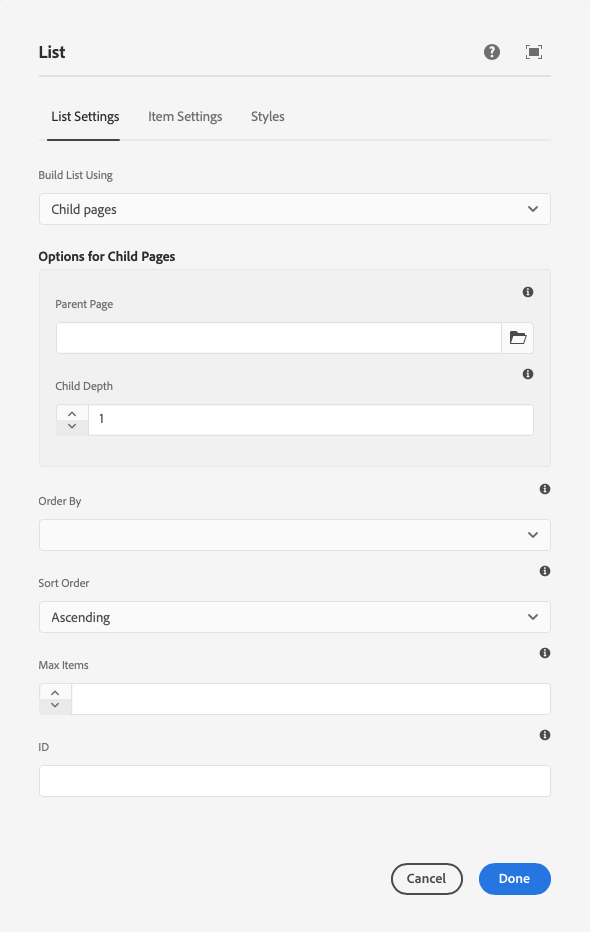 List
List Settings Item Settings Styles
Build List Using
Child pages
Options for Child Pages
Parent Page
Child Depth
1
Order By
Sort Order
Ascending
Max Items
ID
Cancel Done